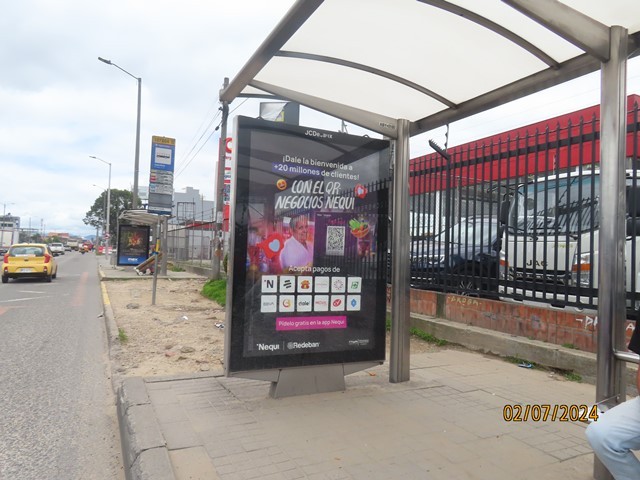 JCDecaux
¡Dale la bienvenida a
+20 millones de clientes!
CON EL QR
NEGOCIOS NEQUI
Acepta pagos de
Pídelo gratis en la app Nequi
Nequi
Redeban
JAC
02/07/2024